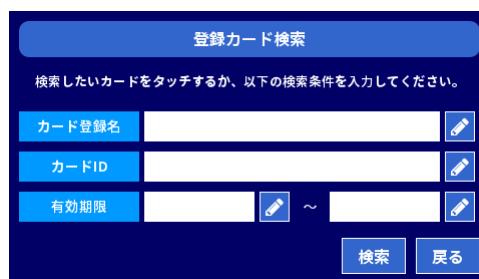 登録カード検索
検索したいカードをタッチするか、以下の検索条件を入力してください。
カード登録名
カードID
有効期限 ～
検索 戻る